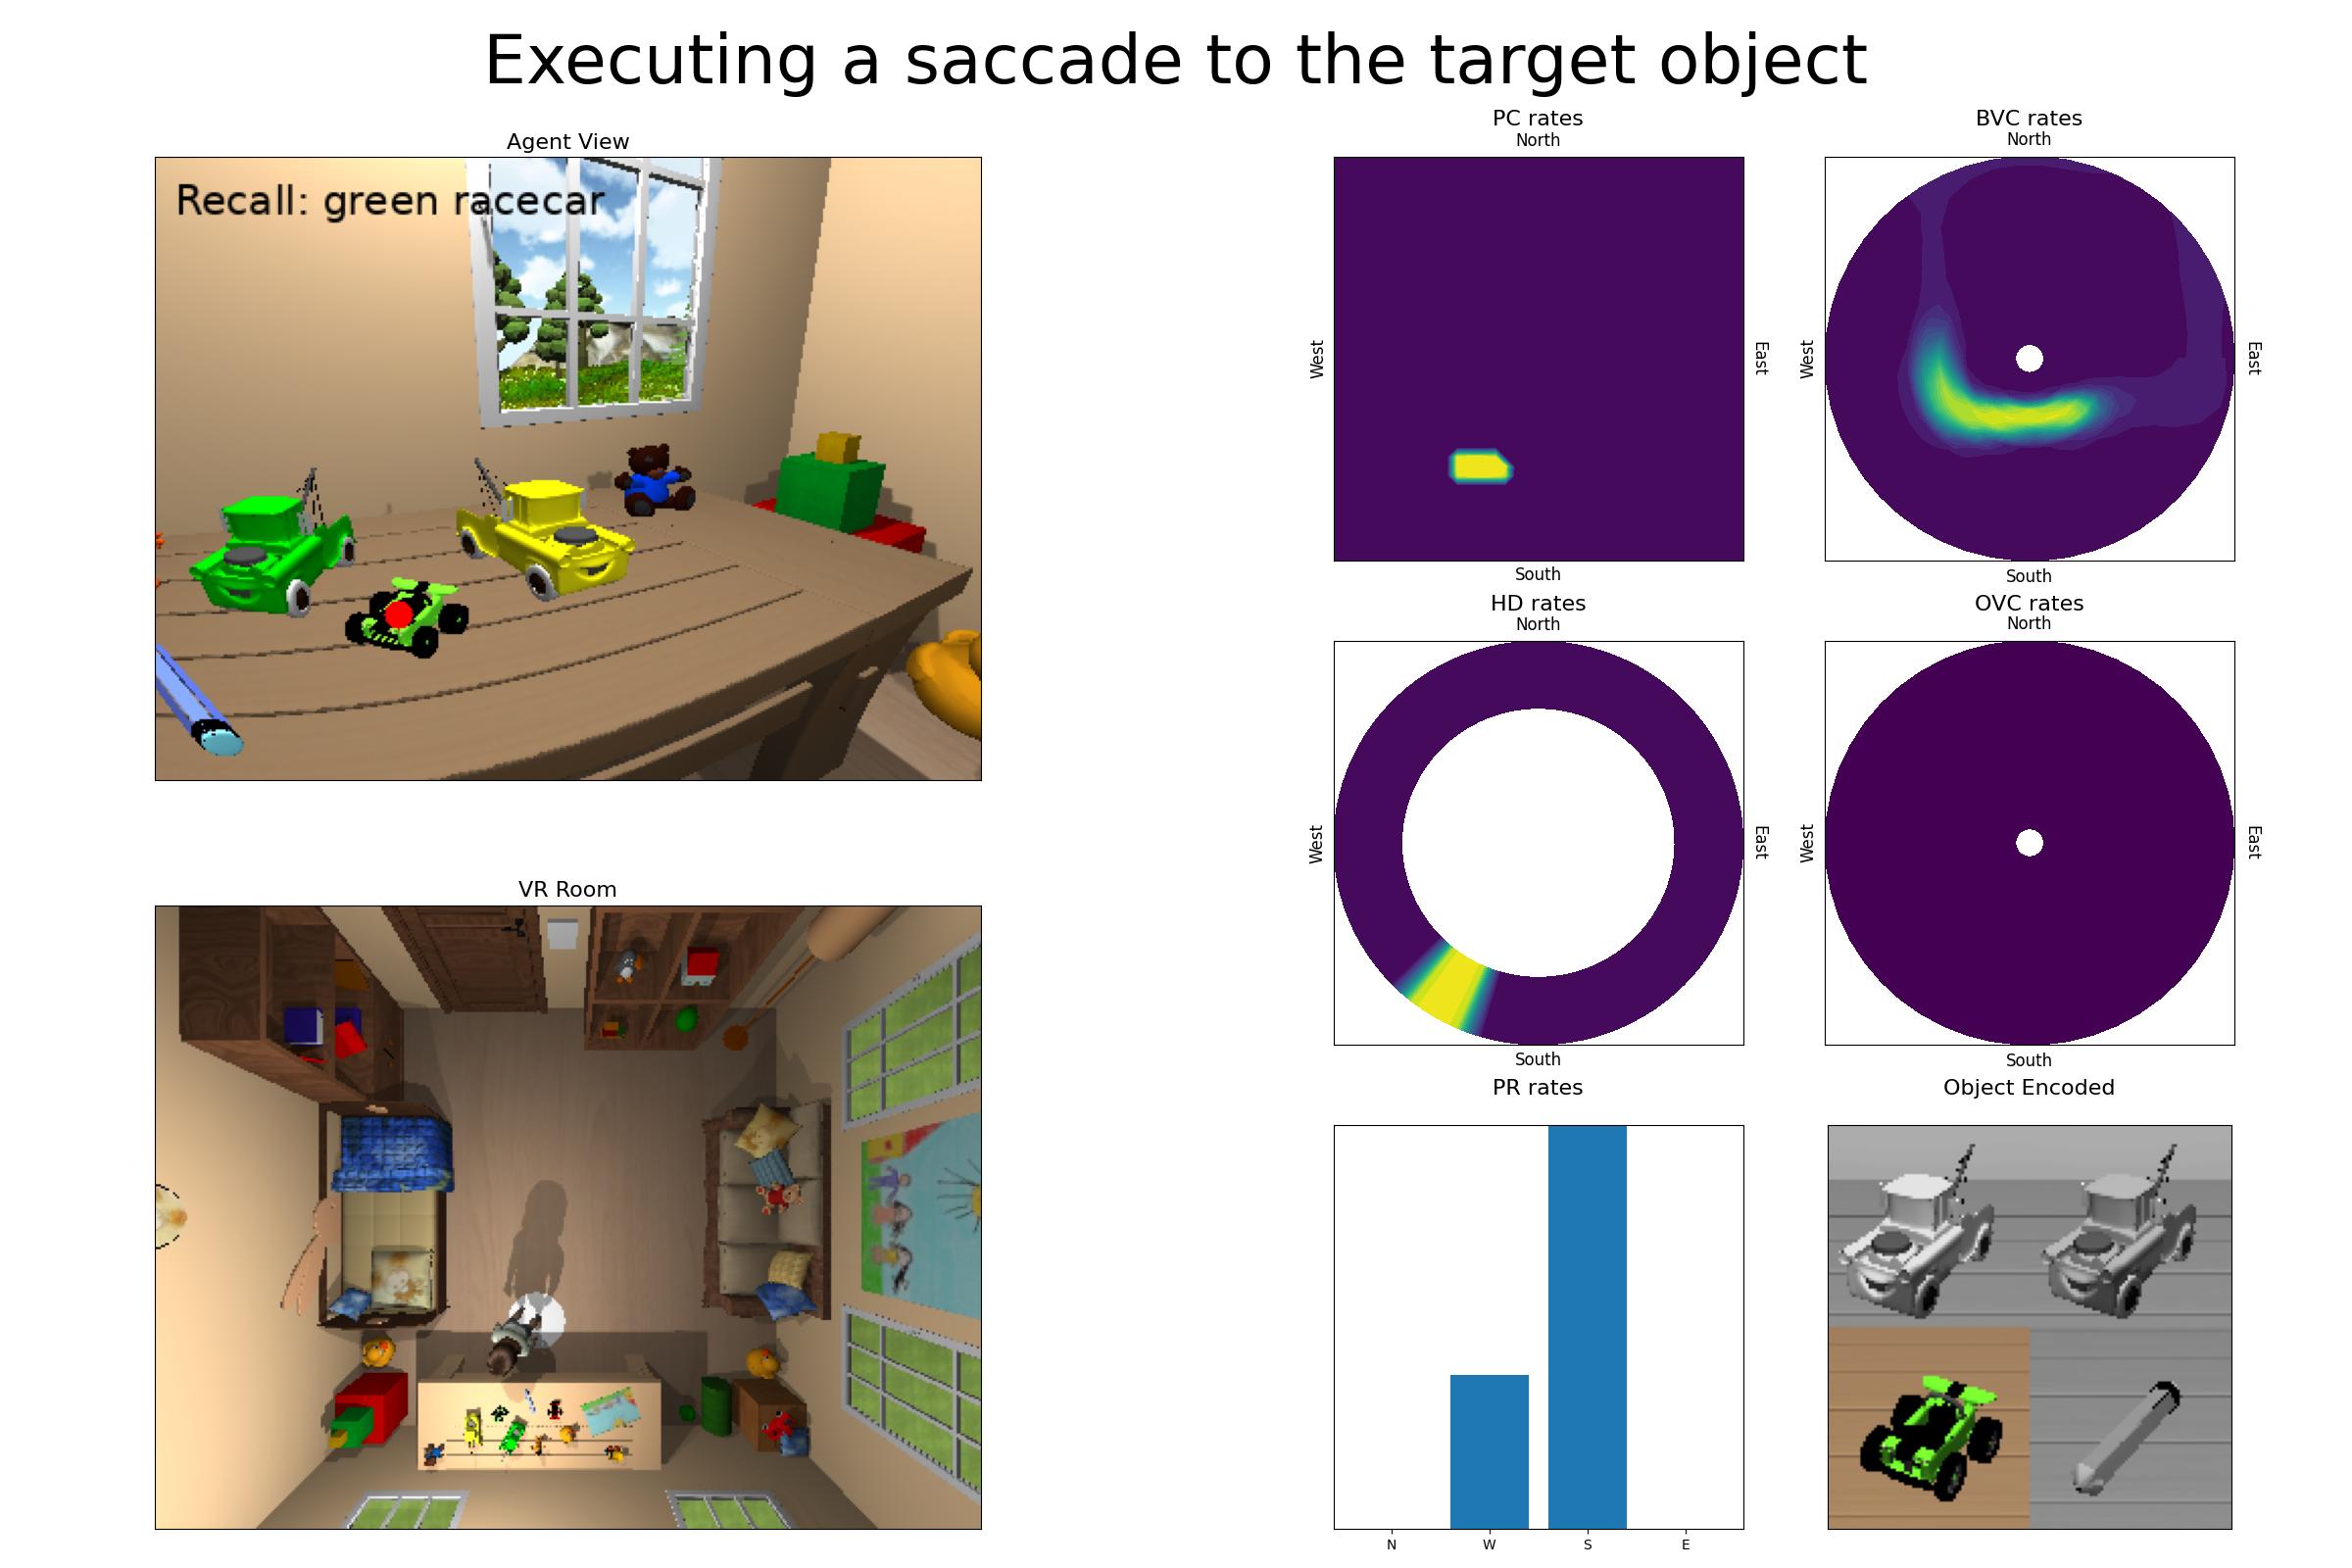 Executing a saccade to the target object
Agent View
Recall: green racecar
VR Room
PC rates
North
West
East
South
BVC rates
North
West
East
South
HD rates
North
West
East
South
OVC rates
North
West
East
South
PR rates
N W S E
Object Encoded